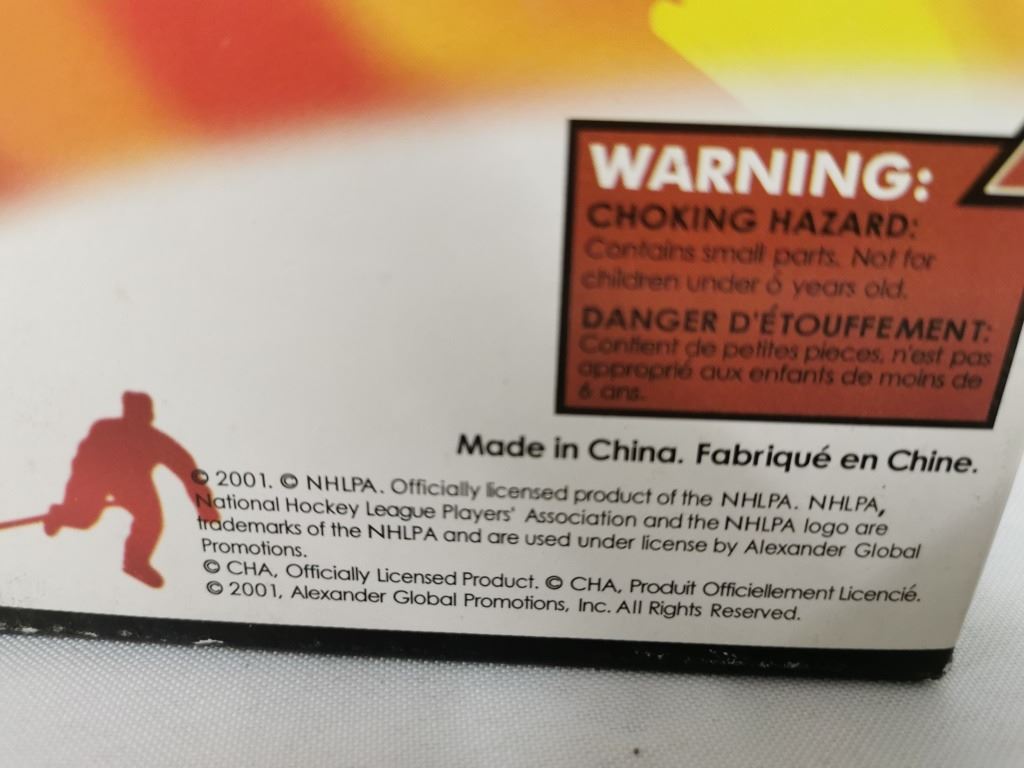 WARNING:
CHOKING HAZARD:
Contains small parts. Not for
children under 6 years old.
DANGER D'ÉTOUFFEMENT:
Contient de petites pieces, n'est pas
approprié aux enfants de moins de
6 ans.
Made in China. Fabriqué en Chine.
© 2001. © NHLPA. Officially licensed product of the NHLPA. NHLPA,
National Hockey League Players' Association and the NHLPA logo are
trademarks of the NHLPA and are used under license by Alexander Global
Promotions.
© CHA, Officially Licensed Product. © CHA, Produit Officiellement Licencié.
© 2001, Alexander Global Promotions, Inc. All Rights Reserved.